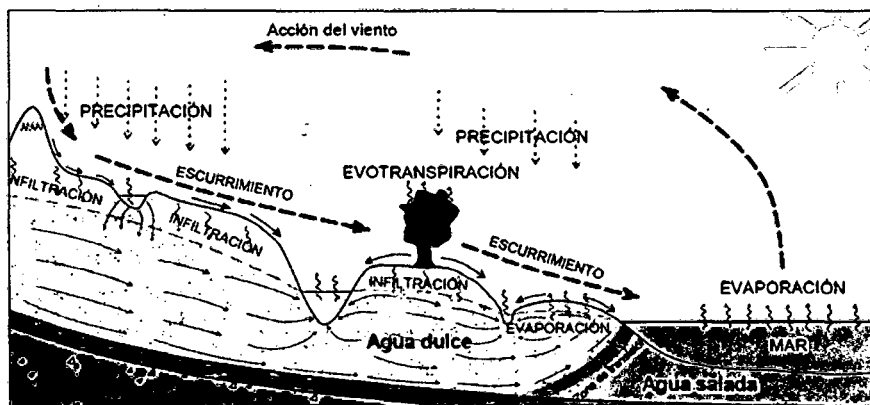 Acción del viento
PRECIPITACIÓN
PRECIPITACIÓN
EVOTRANSPIRACIÓN
ESCURRIMIENTO
INFILTRACIÓN
INFILTRACIÓN
ESCURRIMIENTO
INFILTRACIÓN
EVAPORACIÓN
EVAPORACIÓN
Agua dulce
MAR
Agua salada